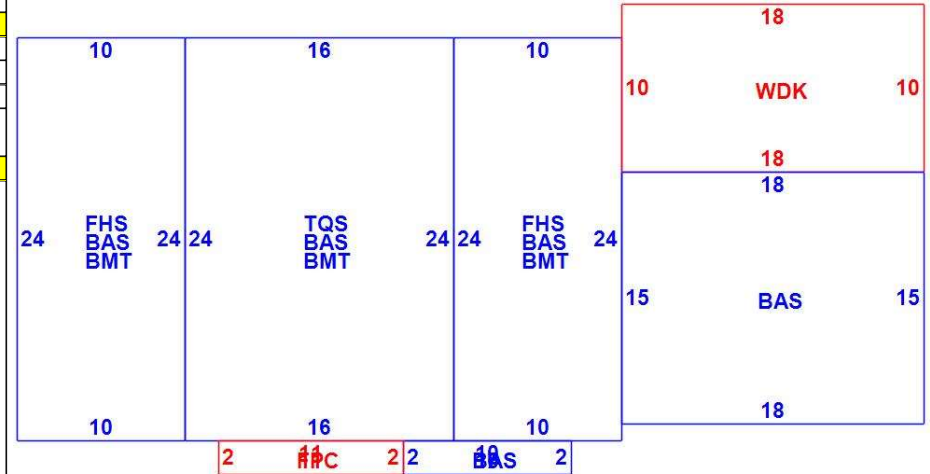 18
10 16 10
10 WDK 10
18
18
24 FHS 24 24 TQS 24 24 FHS 24
BAS BAS BAS
BMT BMT BMT
15 BAS 15
18
10 16 10
2 2 2 BAS 2